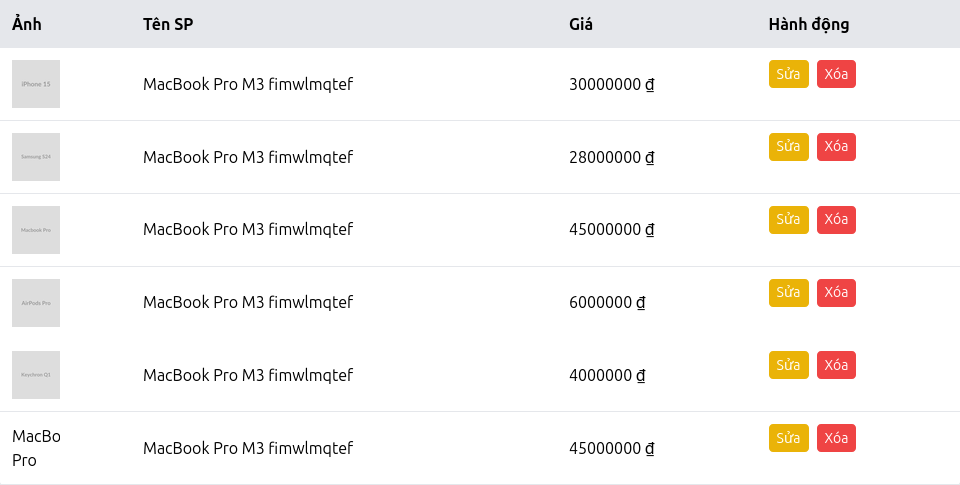 Ảnh Tên SP Giá Hành động
iPhone 15 MacBook Pro M3 fimwlmqtef 30000000 ₫ Sửa Xóa
Samsung S24 MacBook Pro M3 fimwlmqtef 28000000 ₫ Sửa Xóa
Macbook Pro MacBook Pro M3 fimwlmqtef 45000000 ₫ Sửa Xóa
AirPods Pro MacBook Pro M3 fimwlmqtef 6000000 ₫ Sửa Xóa
Keychron Q1 MacBook Pro M3 fimwlmqtef 4000000 ₫ Sửa Xóa
MacBo
Pro MacBook Pro M3 fimwlmqtef 45000000 ₫ Sửa Xóa